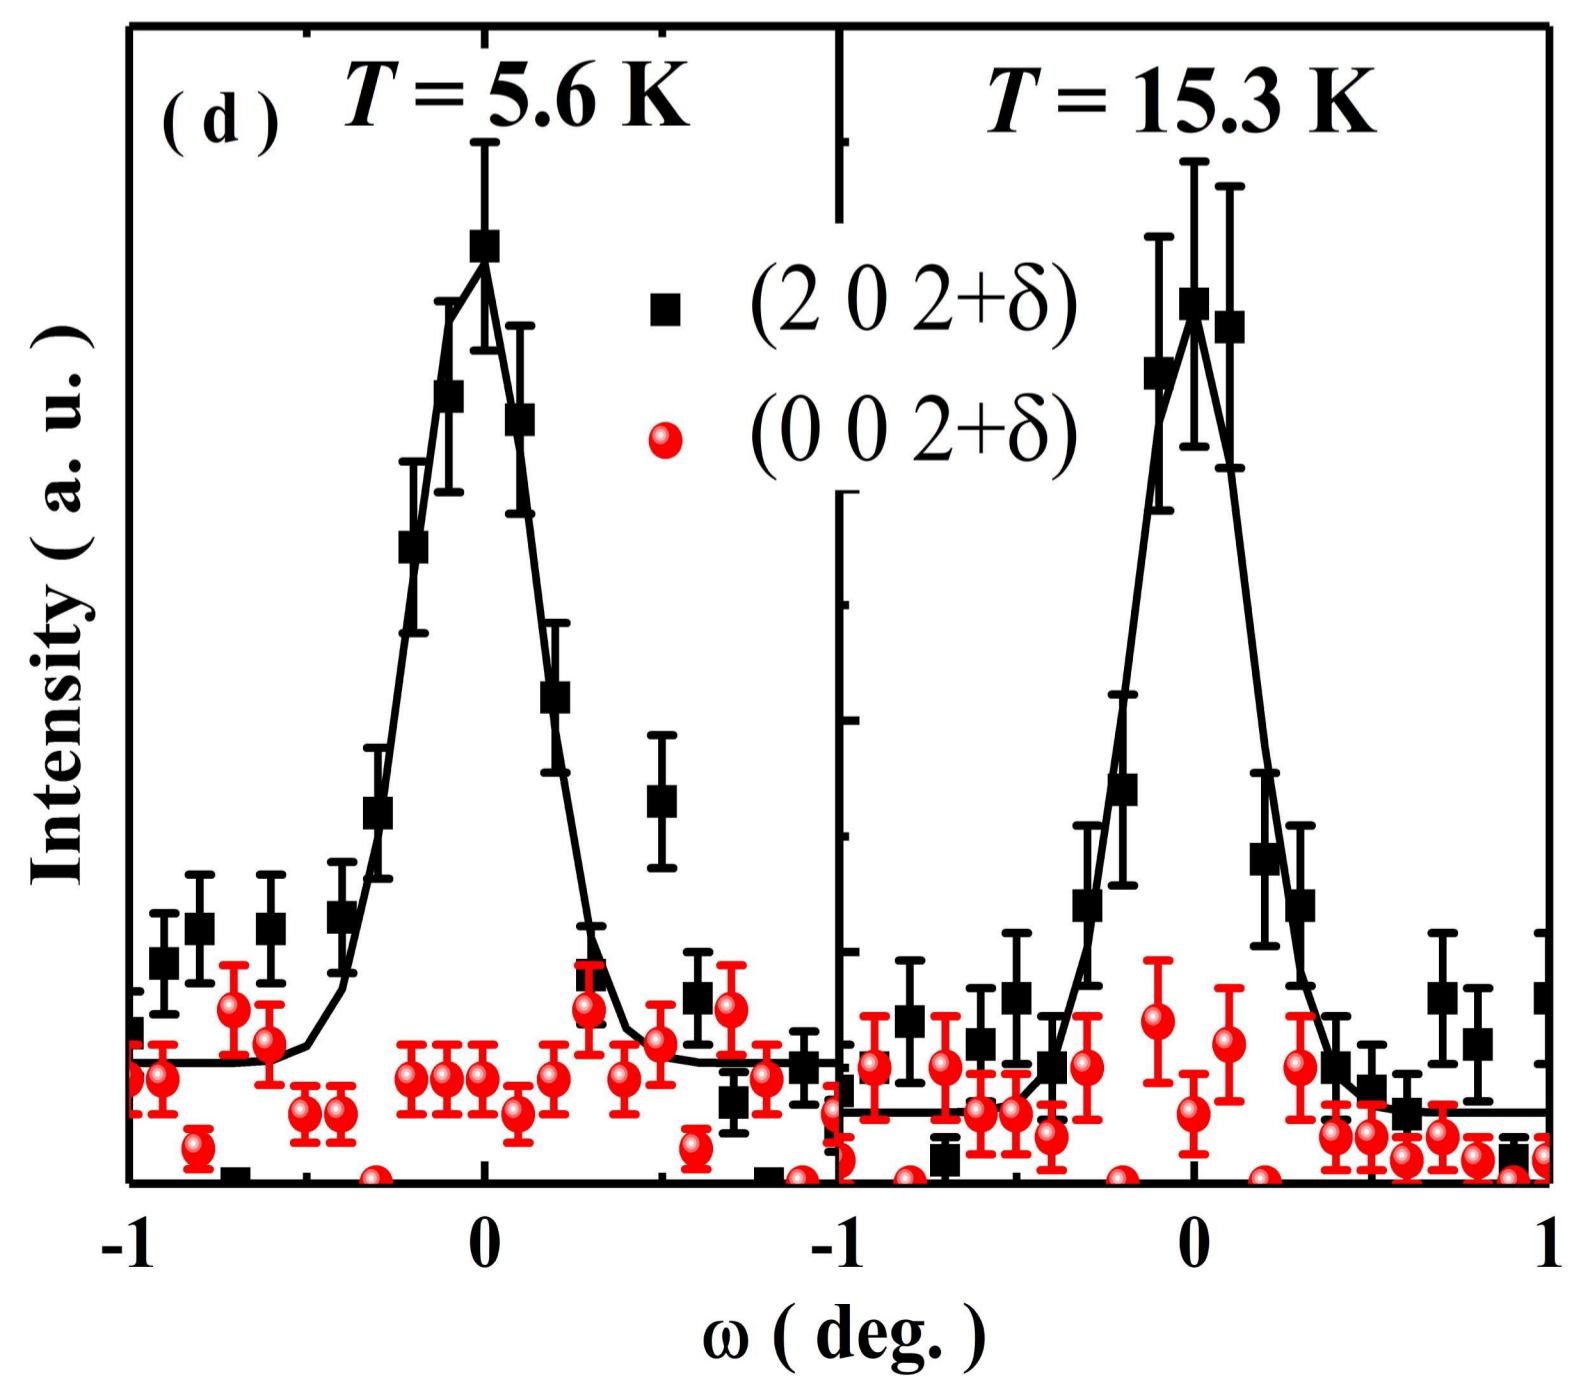 ( d ) T = 5.6 K
T = 15.3 K
(2 0 2+δ)
(0 0 2+δ)
Intensity ( a. u. )
-1 0 -1 0 1
ω ( deg. )